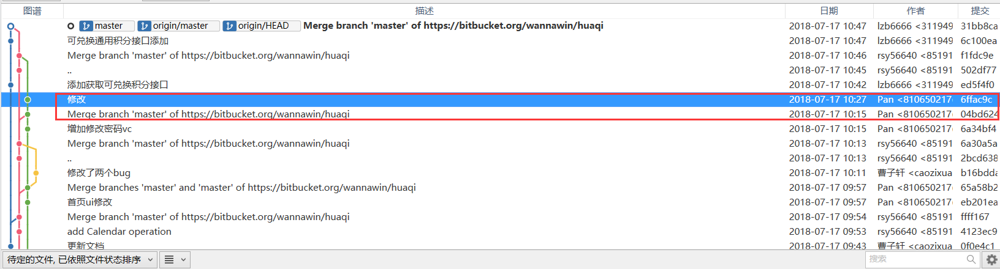 图谱 描述 日期 作者 提交
master origin/master origin/HEAD Merge branch 'master' of https://bitbucket.org/wannawin/huaqi 2018-07-17 10:47 lzb6666 <311949 31bb8ca
可兑换通用积分接口添加 2018-07-17 10:47 lzb6666 <311949 6c100ea
Merge branch 'master' of https://bitbucket.org/wannawin/huaqi 2018-07-17 10:46 rsy56640 <85191 f1fdc9e
.. 2018-07-17 10:45 rsy56640 <85191 502df77
添加获取可兑换积分接口 2018-07-17 10:42 lzb6666 <311949 ed5f4f0
修改 2018-07-17 10:27 Pan <810650217( 6ffac9c
Merge branch 'master' of https://bitbucket.org/wannawin/huaqi 2018-07-17 10:15 Pan <810650217( 04bd624
增加修改密码vc 2018-07-17 10:15 Pan <810650217( 6a34bf4
Merge branch 'master' of https://bitbucket.org/wannawin/huaqi 2018-07-17 10:13 rsy56640 <85191 6a30a5a
.. 2018-07-17 10:13 rsy56640 <85191 2bcd638
修改了两个bug 2018-07-17 10:11 曹子轩 <caozixua b16bdda
Merge branches 'master' and 'master' of https://bitbucket.org/wannawin/huaqi 2018-07-17 09:57 Pan <810650217( 65a58b2
首页ui修改 2018-07-17 09:57 Pan <810650217( eb201ea
Merge branch 'master' of https://bitbucket.org/wannawin/huaqi 2018-07-17 09:54 rsy56640 <85191 ffff167
add Calendar operation 2018-07-17 09:53 rsy56640 <85191 4123ec9
更新文档 2018-07-17 09:43 曹子轩 <caozixua 0f0e4c1
待定的文件, 已依照文件状态排序 搜索